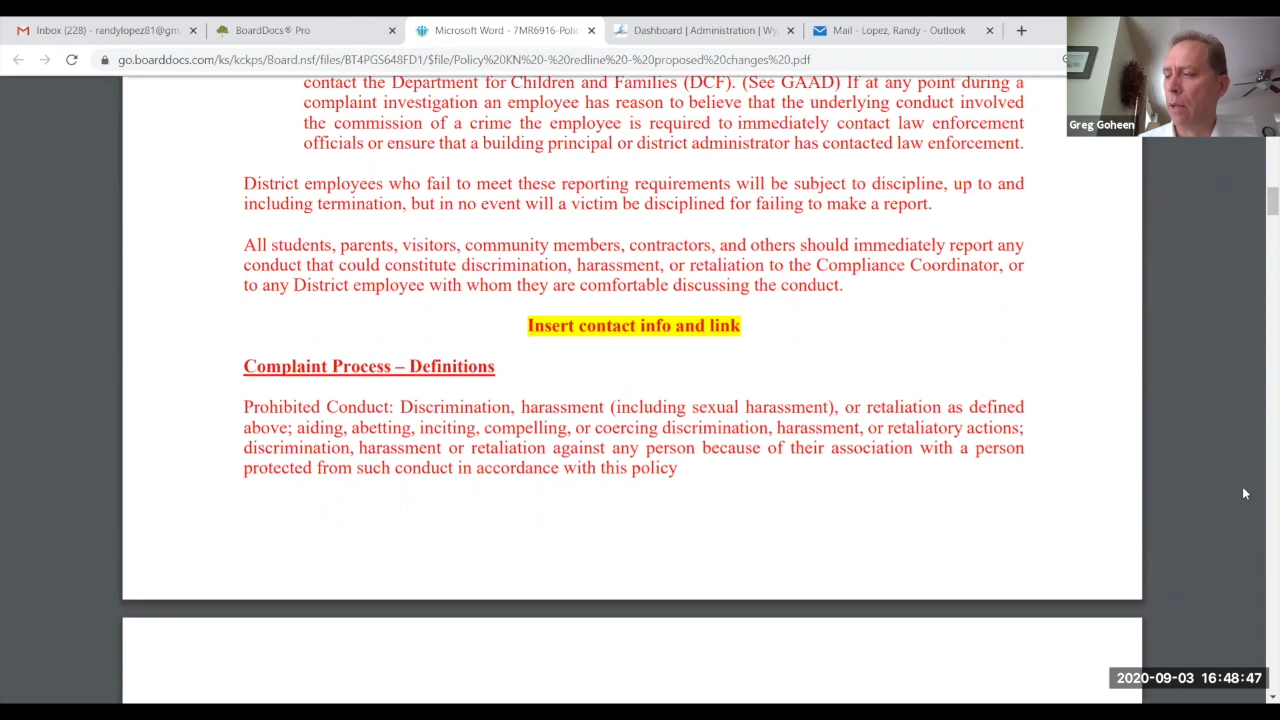 Inbox (228) - randylopez81@gm
BoardDocs® Pro
Microsoft Word - 7MR6916-Polic
Dashboard | Administration | Wy
Mail - Lopez, Randy - Outlook
go.boarddocs.com/ks/kckps/Board.nsf/files/BT4PGS648FD1/$file/Policy%20KN%20-%20redline%20-%20proposed%20changes%20.pdf
Greg Goheen
contact the Department for Children and Families (DCF). (See GAAD) If at any point during a
complaint investigation an employee has reason to believe that the underlying conduct involved
the commission of a crime the employee is required to immediately contact law enforcement
officials or ensure that a building principal or district administrator has contacted law enforcement.
District employees who fail to meet these reporting requirements will be subject to discipline, up to and
including termination, but in no event will a victim be disciplined for failing to make a report.
All students, parents, visitors, community members, contractors, and others should immediately report any
conduct that could constitute discrimination, harassment, or retaliation to the Compliance Coordinator, or
to any District employee with whom they are comfortable discussing the conduct.
Insert contact info and link
Complaint Process – Definitions
Prohibited Conduct: Discrimination, harassment (including sexual harassment), or retaliation as defined
above; aiding, abetting, inciting, compelling, or coercing discrimination, harassment, or retaliatory actions;
discrimination, harassment or retaliation against any person because of their association with a person
protected from such conduct in accordance with this policy
2020-09-03 16:48:47